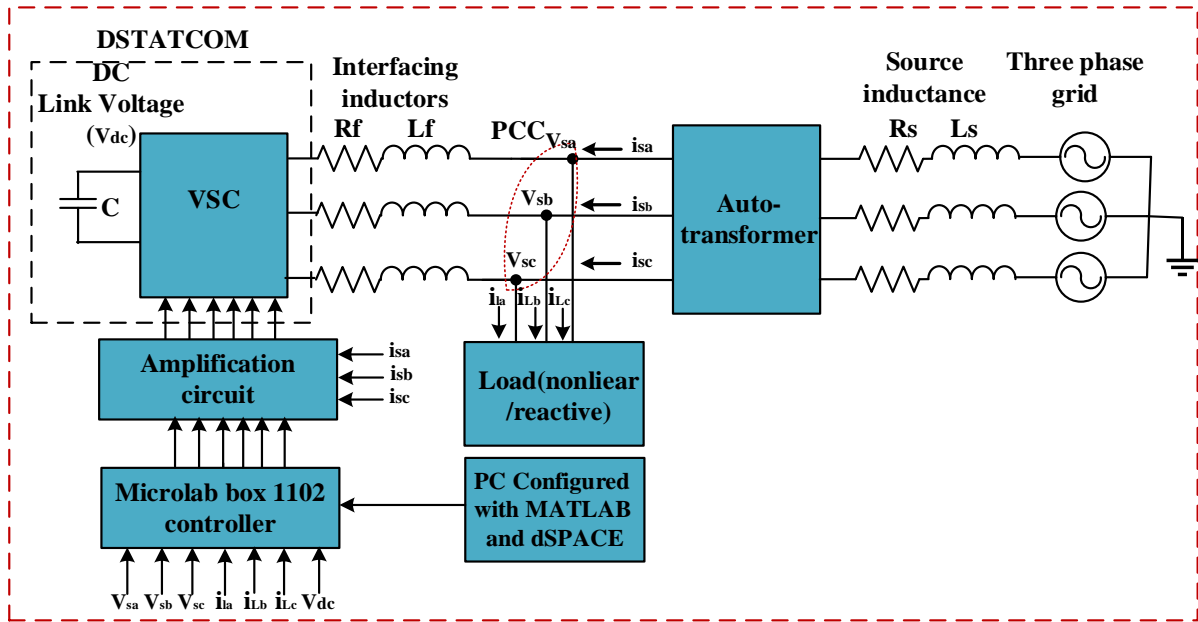 DSTATCOM
DC
Link Voltage
(Vdc)
C
VSC
Interfacing
inductors
Rf Lf
PCC
Vsa
Vsb
Vsc
isa
isb
isc
ila iLb iLc
Auto-
transformer
Source
inductance
Rs Ls
Three phase
grid
Amplification
circuit
isa
isb
isc
Load(nonliear
/reactive)
Microlab box 1102
controller
PC Configured
with MATLAB
and dSPACE
Vsa Vsb Vsc ila iLb iLc Vdc